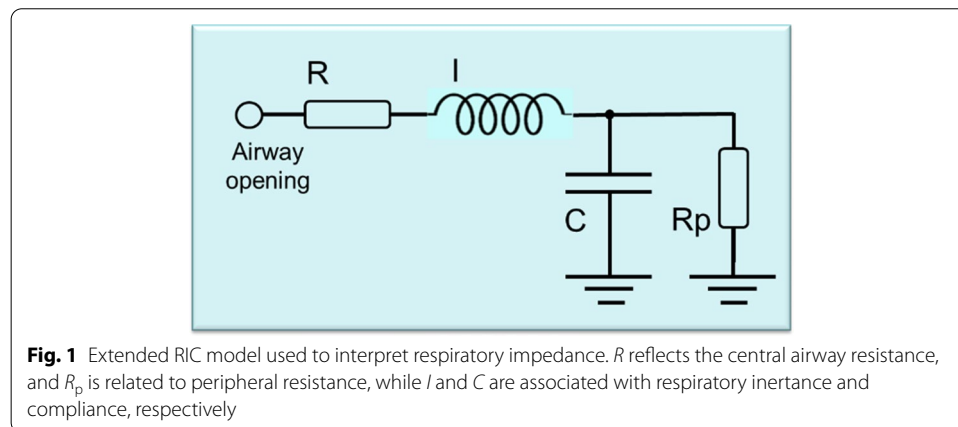 R
I
Airway
opening
C
Rp
Fig. 1 Extended RIC model used to interpret respiratory impedance. R reflects the central airway resistance,
and Rp is related to peripheral resistance, while I and C are associated with respiratory inertance and
compliance, respectively